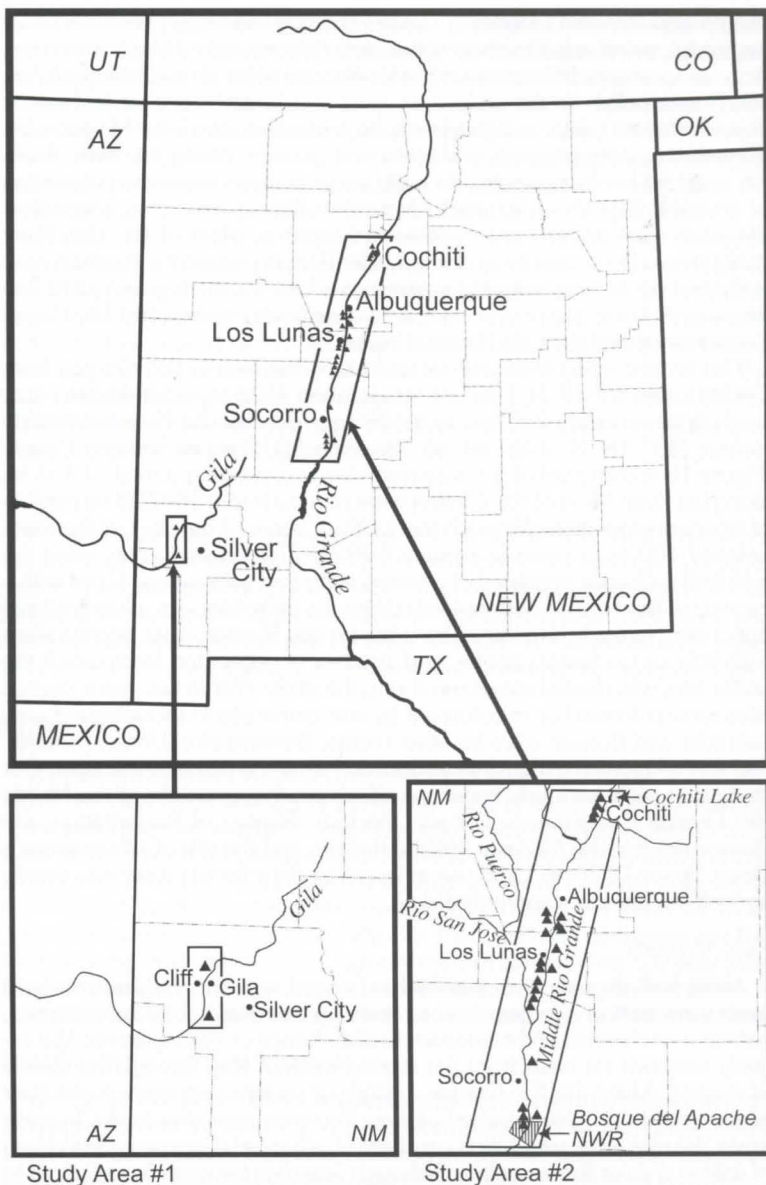 UT
CO
AZ
OK
Cochiti
Albuquerque
Los Lunas
Socorro
Gila
Rio Grande
Silver
City
NEW MEXICO
TX
MEXICO
Gila
Cliff
Gila
Silver City
AZ
NM
Study Area #1
NM
Cochiti Lake
Cochiti
Rio Puerco
Albuquerque
Rio San Jose
Los Lunas
Middle Rio Grande
Socorro
Bosque del Apache
NWR
Study Area #2